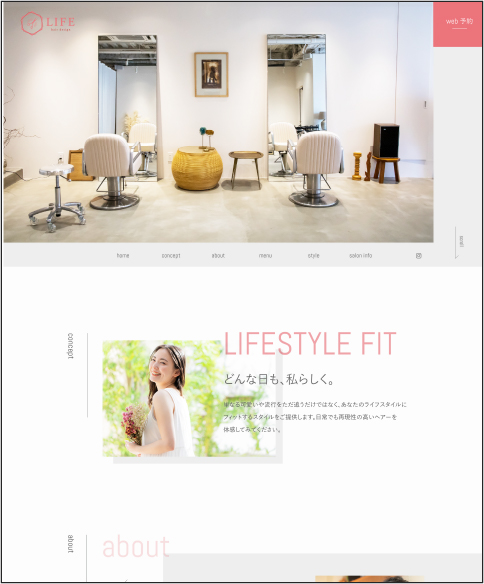 LIFE
hair design
web 予約
scroll
home
concept
about
menu
style
salon info
concept
LIFESTYLE FIT
どんな日も、私らしく。
単なる可愛いや流行をただ追うだけではなく、あなたのライフスタイルに
フィットするスタイルをご提供します。日常でも再現性の高いヘアーを
体感してみてください。
about
about